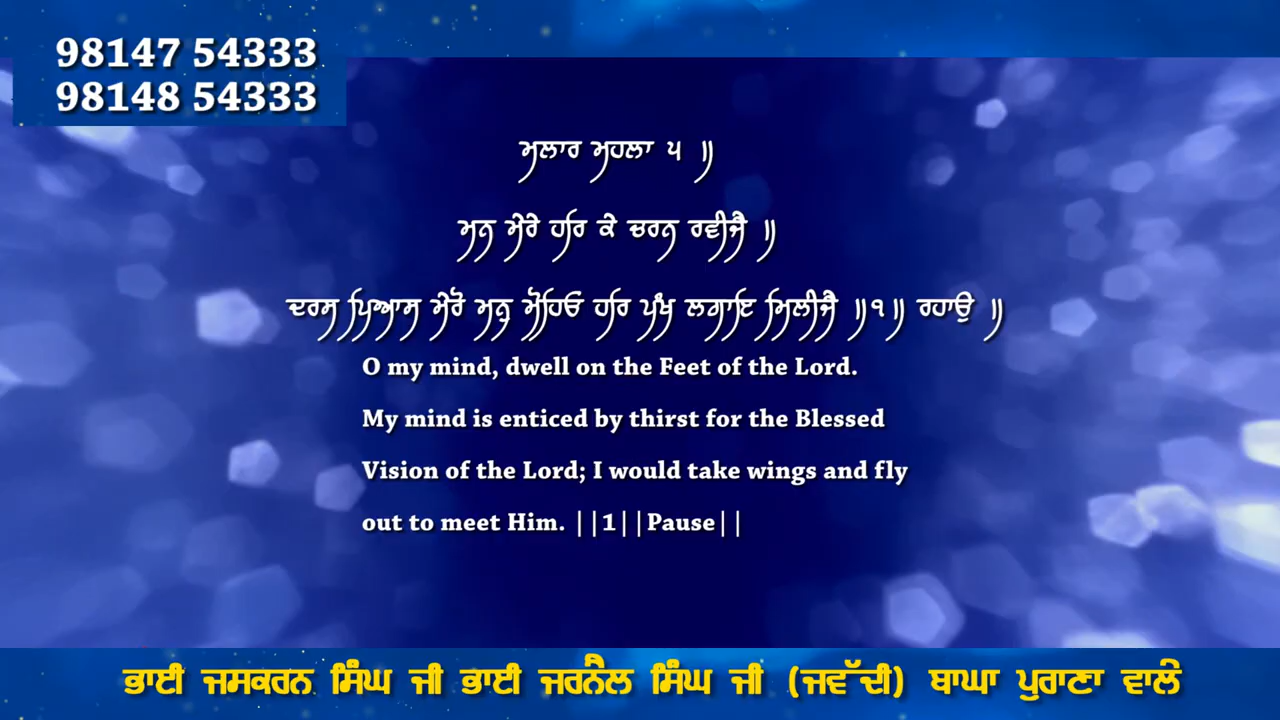 98147 54333
98148 54333
ਮਲਾਰ ਮਹਲਾ ੫ ॥
ਮਨ ਮੇਰੇ ਹਰਿ ਕੇ ਚਰਨ ਰਵੀਜੈ ॥
ਦਰਸ ਪਿਆਸ ਮੇਰੋ ਮਨੁ ਮੋਹਿਓ ਹਰਿ ਪੰਖ ਲਗਾਇ ਮਿਲੀਜੈ ॥੧॥ ਰਹਾਉ ॥
O my mind, dwell on the Feet of the Lord.
My mind is enticed by thirst for the Blessed
Vision of the Lord; I would take wings and fly
out to meet Him. ||1||Pause||
ਭਾਈ ਜਸਕਰਨ ਸਿੰਘ ਜੀ ਭਾਈ ਜਰਨੈਲ ਸਿੰਘ ਜੀ (ਜਵੱਦੀ) ਬਾਘਾ ਪੁਰਾਣਾ ਵਾਲੇ